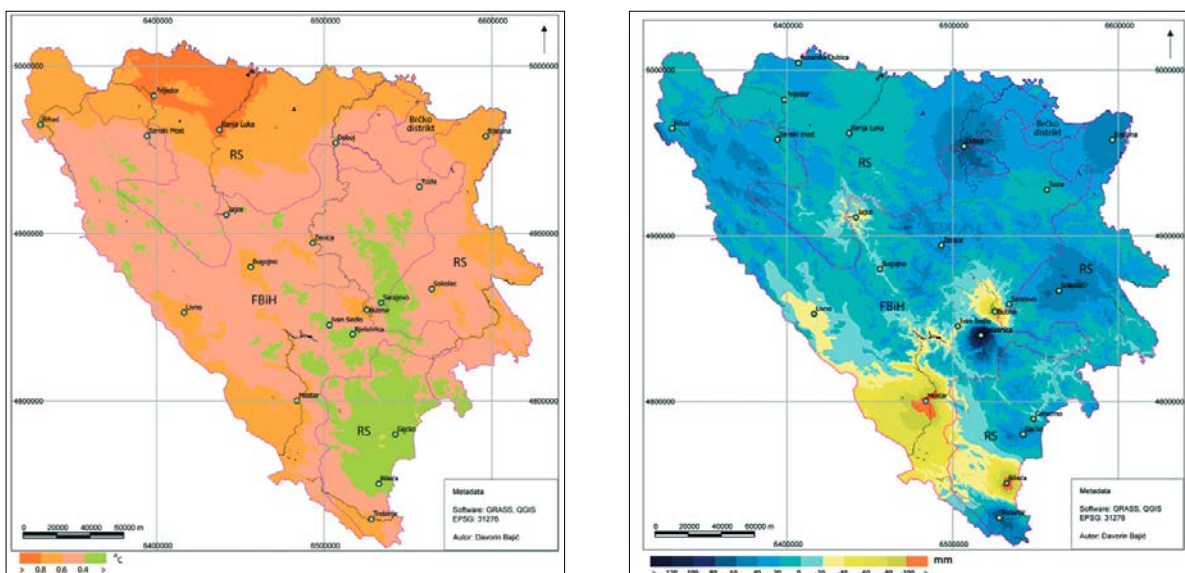 6400000 6500000 6600000
5000000
Prijedor
Bihać
Sanski Most
Banja Luka
Doboj
Brčko
distrikt
Bijeljina
RS
Tuzla
Jajce
4900000
Zenica
Bugojno
RS
Sokolac
FBiH
Livno
Sarajevo
Butmir
Ivan Sedlo
Bjelašnica
4800000
Mostar
RS
Gacko
Bileća
Trebinje
Metadata
Software: GRASS, QGIS
EPSG: 31276
Autor: Davorin Bajić
0 20000 40000 60000 m
6400000 6500000
> 0.8 0.6 0.4 > °C
6400000 6500000 6600000
5000000
Prijedor
Bihać
Sanski Most
Banja Luka
Doboj
Brčko
distrikt
Bijeljina
RS
Tuzla
Jajce
4900000
Zenica
Bugojno
RS
Sokolac
FBiH
Livno
Sarajevo
Butmir
Ivan Sedlo
4800000
Mostar
Gacko
RS
Bileća
Trebinje
Metadata
Software: GRASS, QGIS
EPSG: 31276
Autor: Davorin Bajić
0 20000 40000 60000 m
6400000 6500000
mm